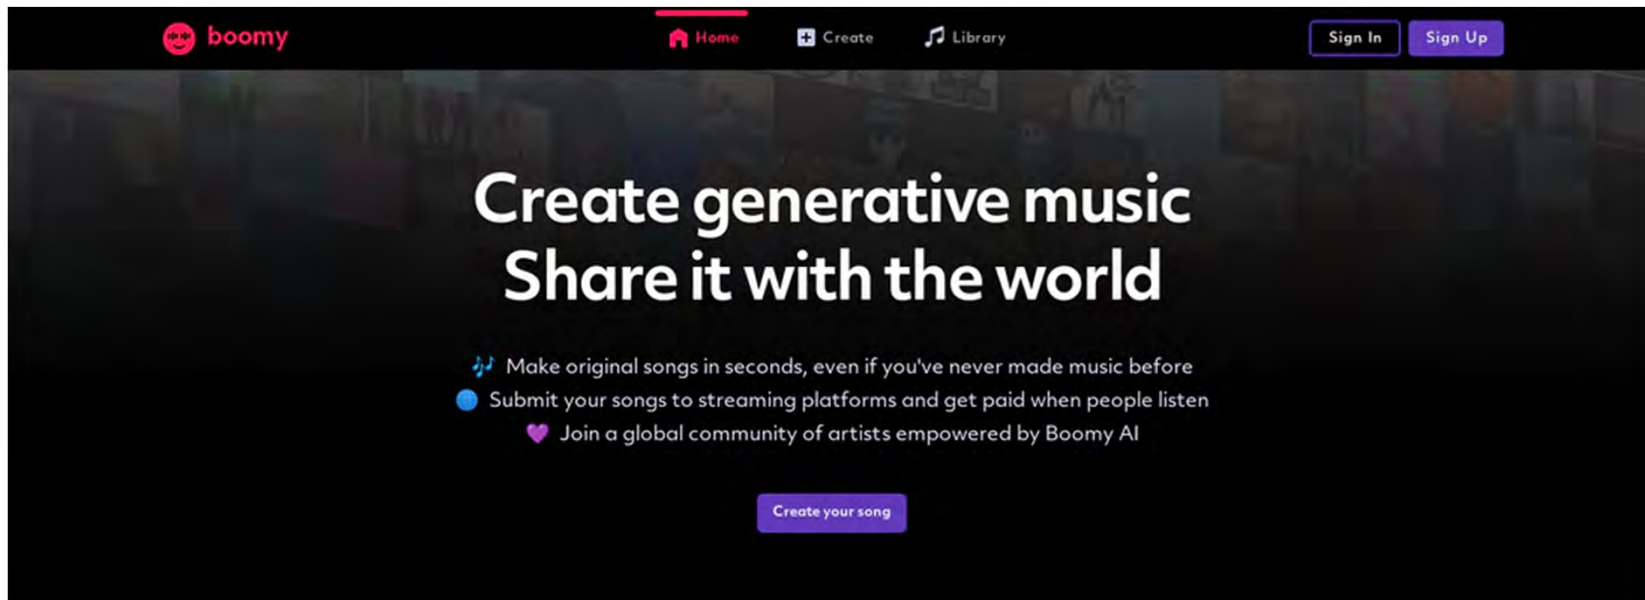 boomy
Home
Create
Library
Sign In
Sign Up
Create generative music
Share it with the world
Make original songs in seconds, even if you've never made music before
Submit your songs to streaming platforms and get paid when people listen
Join a global community of artists empowered by Boomy AI
Create your song